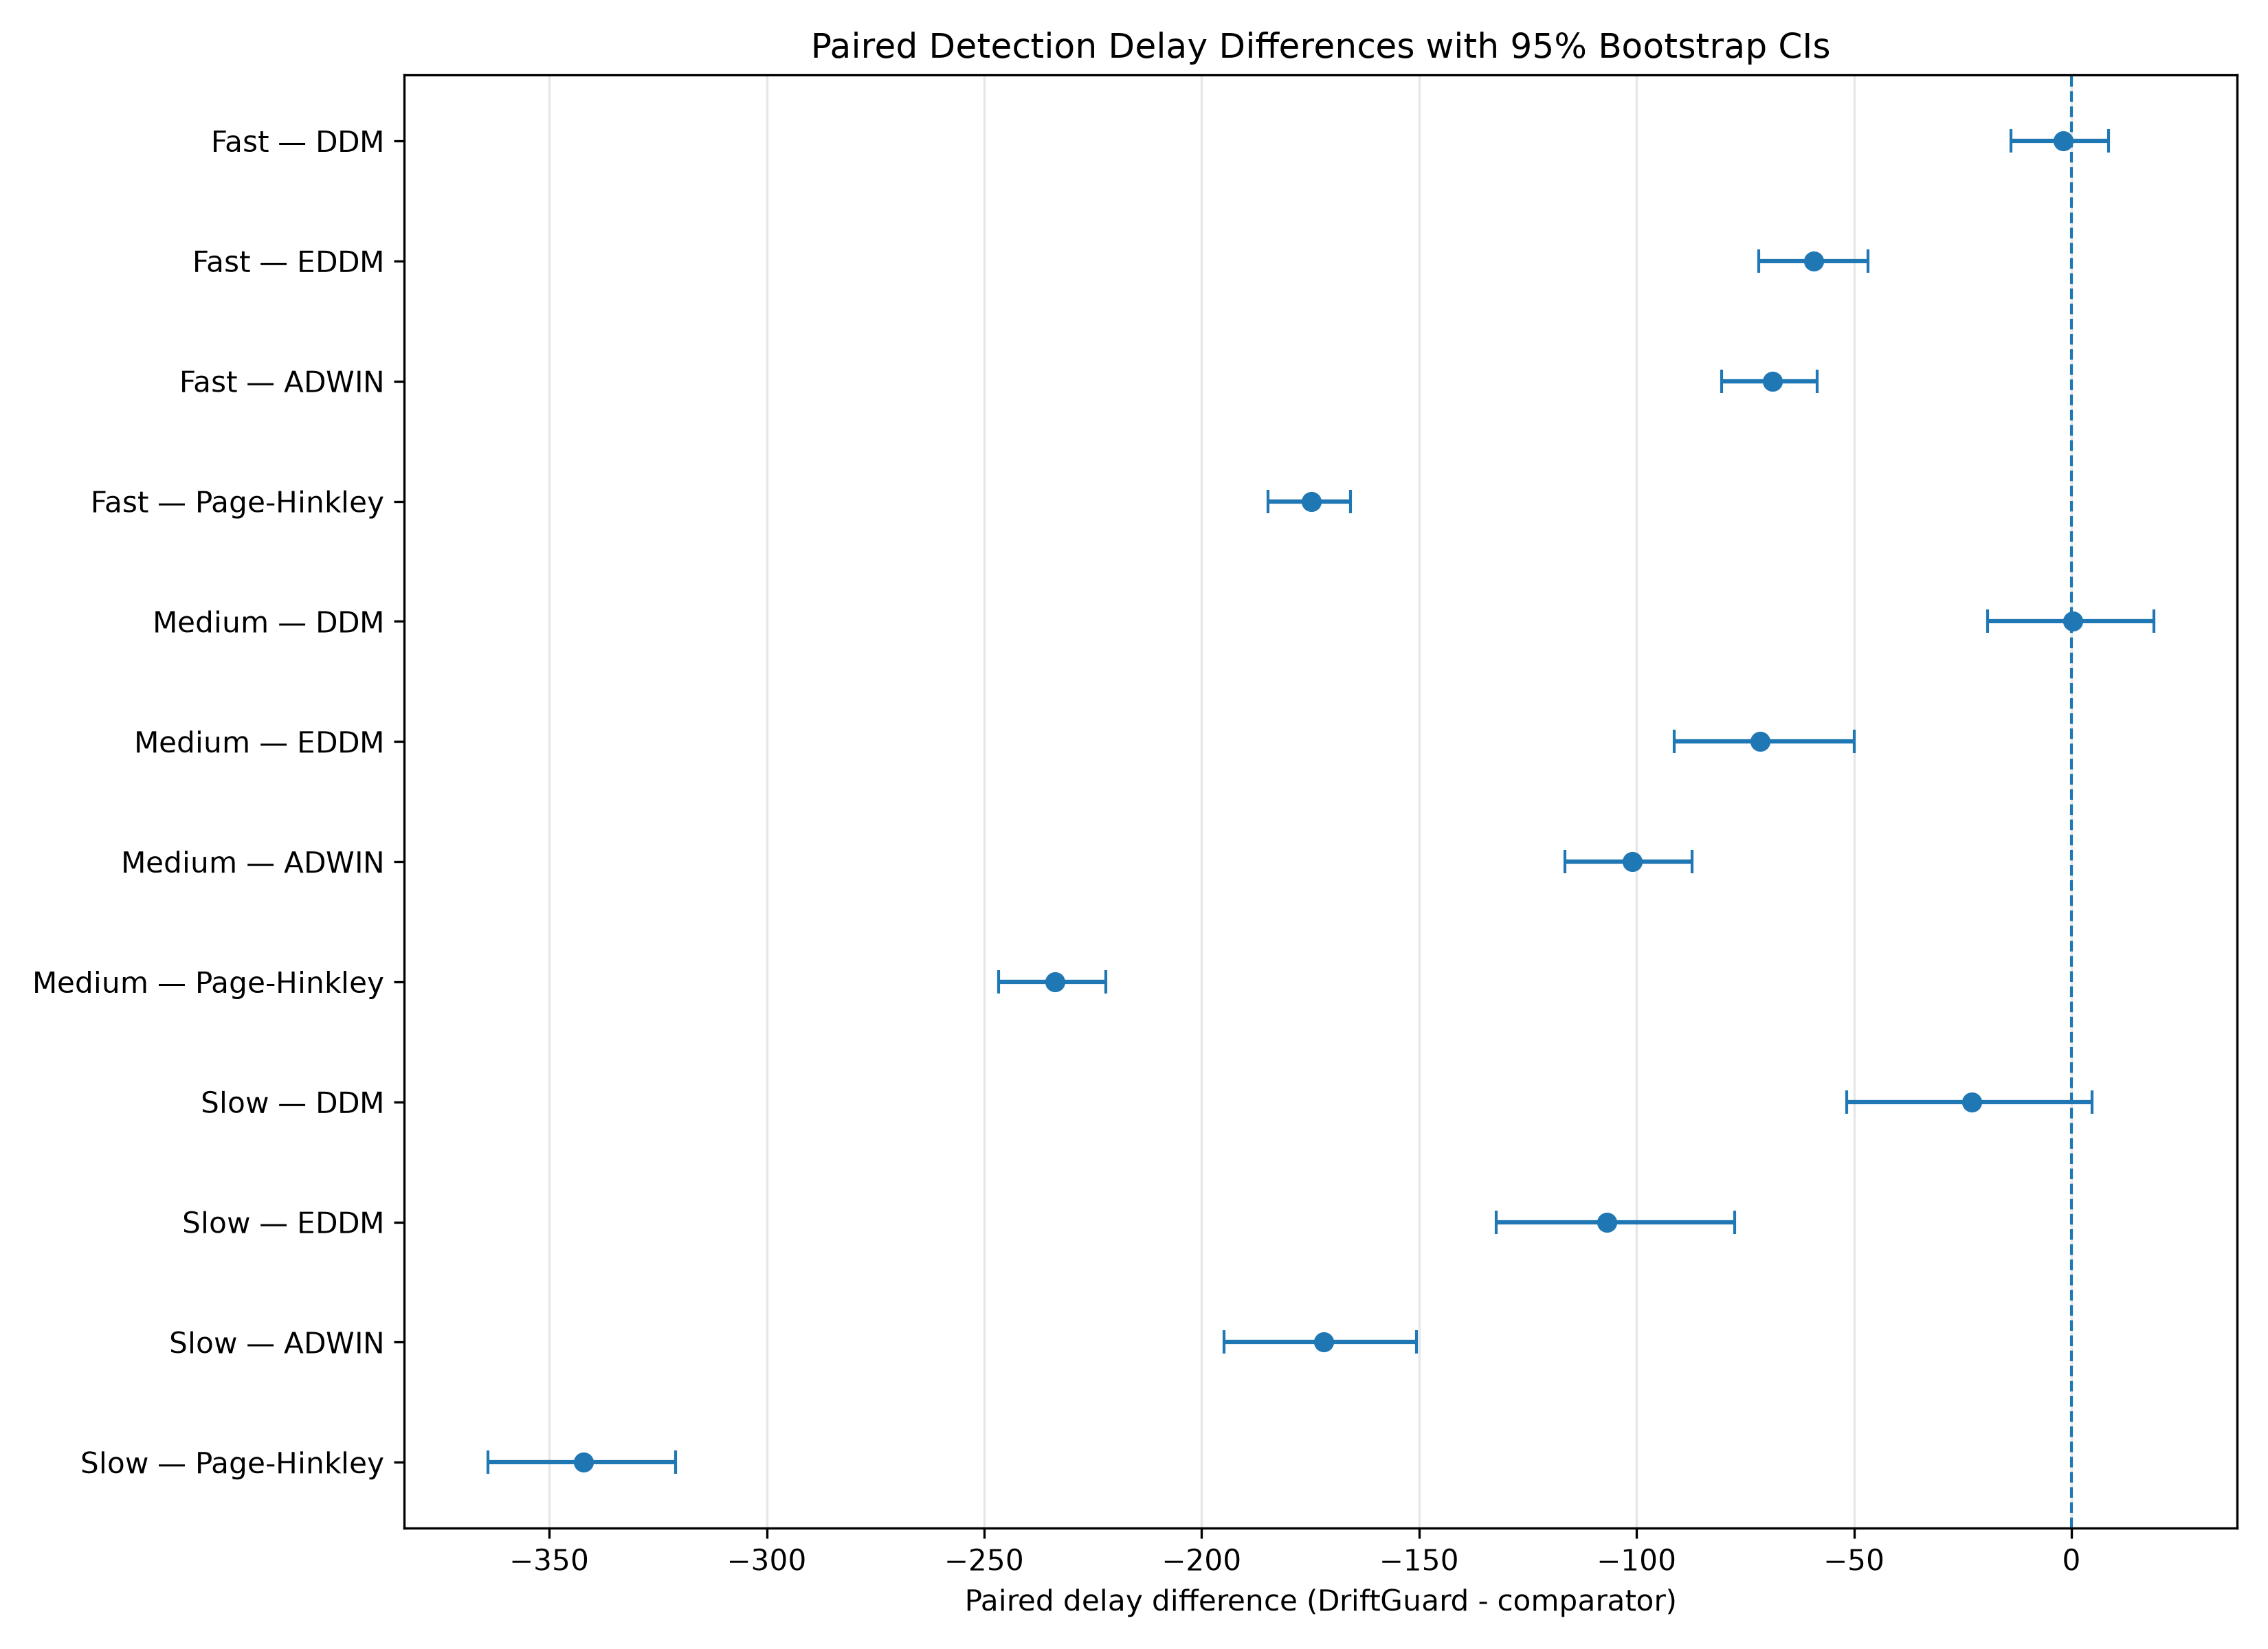 Paired Detection Delay Differences with 95% Bootstrap CIs
Fast — DDM
Fast — EDDM
Fast — ADWIN
Fast — Page-Hinkley
Medium — DDM
Medium — EDDM
Medium — ADWIN
Medium — Page-Hinkley
Slow — DDM
Slow — EDDM
Slow — ADWIN
Slow — Page-Hinkley
−350 −300 −250 −200 −150 −100 −50 0
Paired delay difference (DriftGuard - comparator)